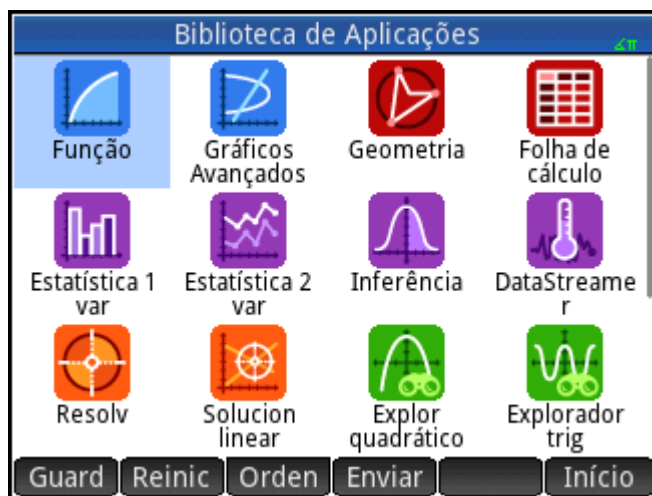 Biblioteca de Aplicações
∡π
Função
Gráficos
Avançados
Geometria
Folha de
cálculo
Estatística 1
var
Estatística 2
var
Inferência
DataStreame
r
Resolv
Solucion
linear
Explor
quadrático
Explorador
trig
Guard Reinic Orden Enviar Início